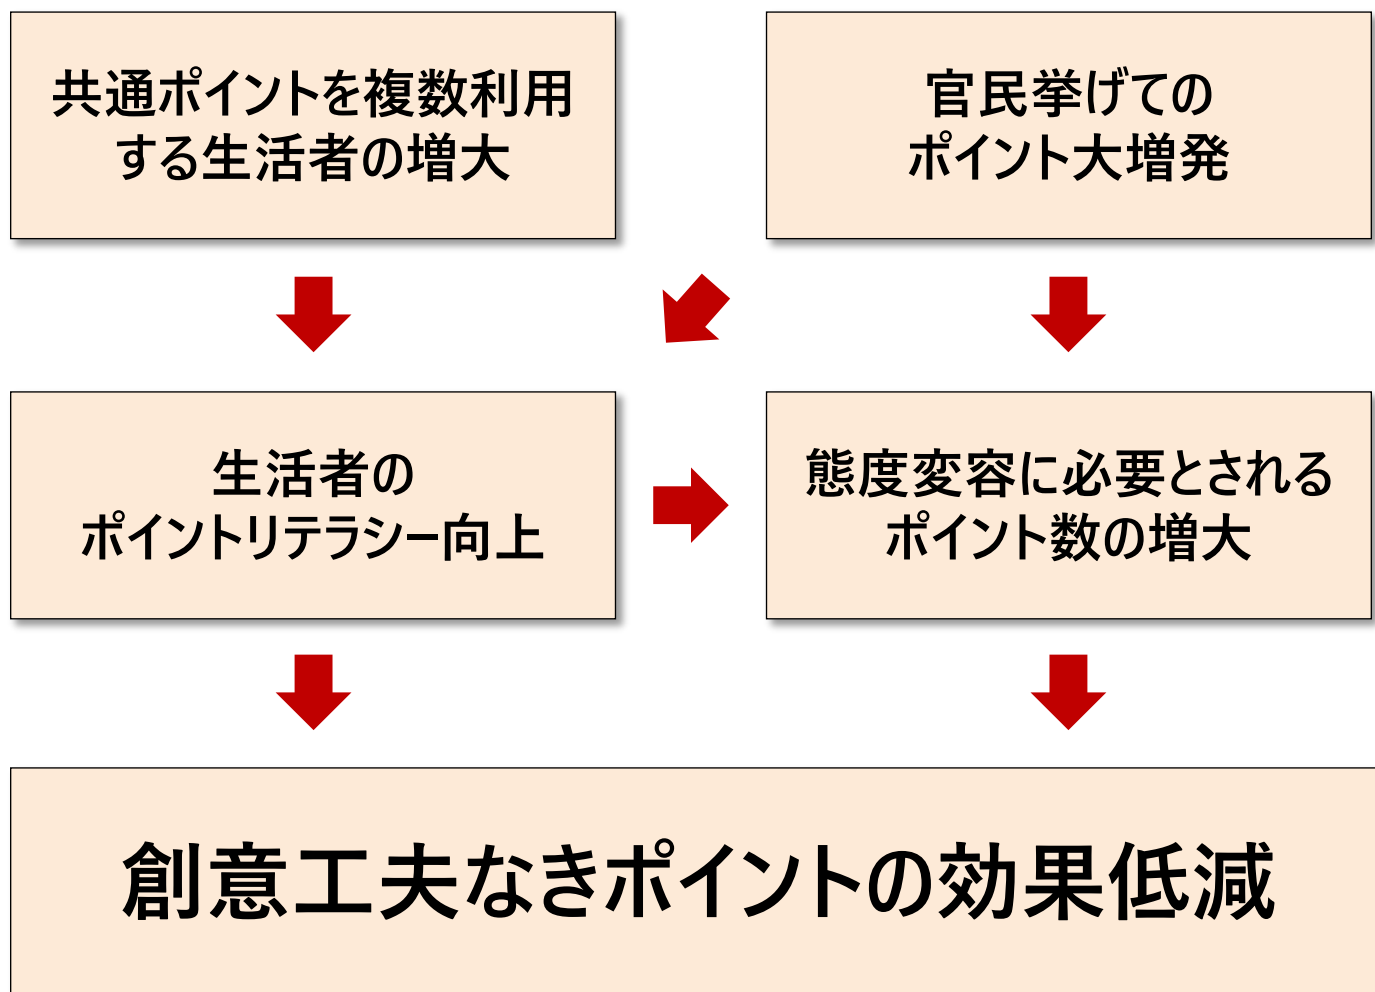 共通ポイントを複数利用
する生活者の増大
官民挙げての
ポイント大増発
生活者の
ポイントリテラシー向上
態度変容に必要とされる
ポイント数の増大
創意工夫なきポイントの効果低減